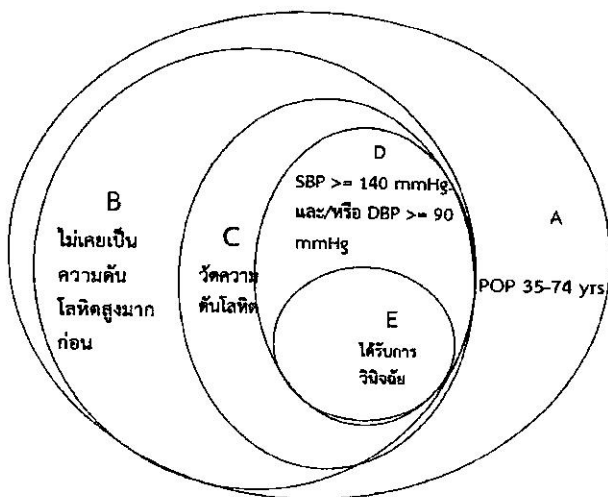 B
ไม่เคยเป็น
ความดัน
โลหิตสูงมาก
ก่อน
C
วัดความ
ดันโลหิต
D
SBP >= 140 mmHg.
และ/หรือ DBP >= 90
mmHg
E
ได้รับการ
วินิจฉัย
A
POP 35-74 yrs.